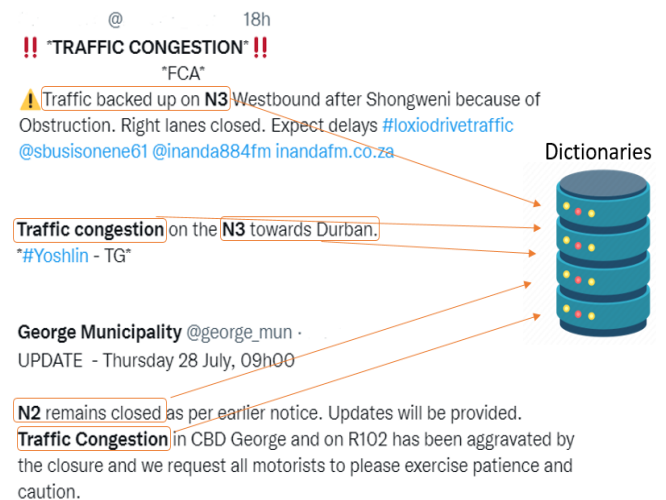 @ 18h
‼ *TRAFFIC CONGESTION* ‼
*FCA*
⚠ Traffic backed up on N3 Westbound after Shongweni because of
Obstruction. Right lanes closed. Expect delays #loxiodrivetraffic
@sbusisonene61 @inanda884fm inandafm.co.za
Dictionaries
Traffic congestion on the N3 towards Durban.
*#Yoshlin - TG*
George Municipality @george_mun ·
UPDATE - Thursday 28 July, 09h00
N2 remains closed as per earlier notice. Updates will be provided.
Traffic Congestion in CBD George and on R102 has been aggravated by
the closure and we request all motorists to please exercise patience and
caution.